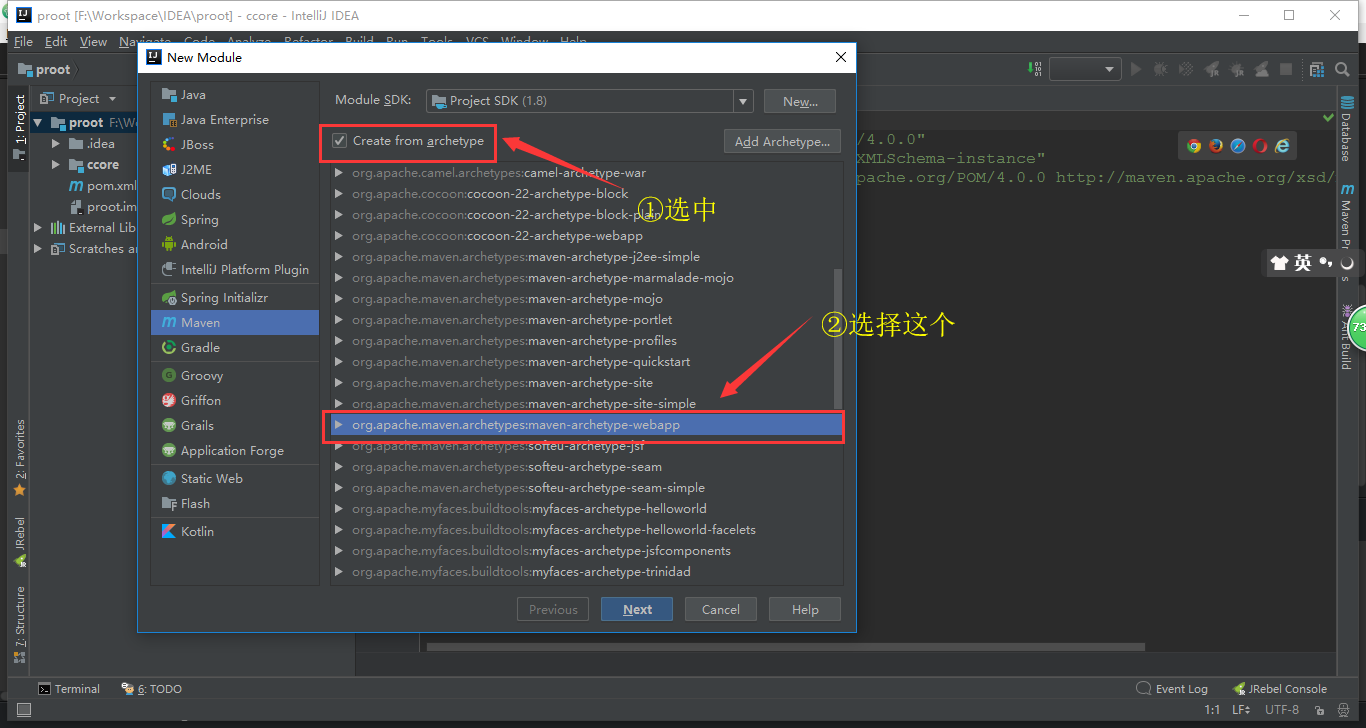 proot [F:\Workspace\IDEA\proot] - ccore - IntelliJ IDEA
File Edit View Navigate Code Analyze Refactor Build Run Tools VCS Window Help
proot
New Module
1: Project
Project
proot F:\W
.idea
ccore
pom.xml
proot.im
External Lib
Scratches a
2: Favorites
JRebel
7: Structure
Java
Java Enterprise
JBoss
J2ME
Clouds
Spring
Android
IntelliJ Platform Plugin
Spring Initializr
Maven
Gradle
Groovy
Griffon
Grails
Application Forge
Static Web
Flash
Kotlin
Module SDK: Project SDK (1.8) New...
Create from archetype Add Archetype...
org.apache.camel.archetypes:camel-archetype-war
org.apache.cocoon:cocoon-22-archetype-block
org.apache.cocoon:cocoon-22-archetype-block-plain
①选中
org.apache.cocoon:cocoon-22-archetype-webapp
org.apache.maven.archetypes:maven-archetype-j2ee-simple
org.apache.maven.archetypes:maven-archetype-marmalade-mojo
org.apache.maven.archetypes:maven-archetype-mojo
org.apache.maven.archetypes:maven-archetype-portlet
②选择这个
org.apache.maven.archetypes:maven-archetype-profiles
org.apache.maven.archetypes:maven-archetype-quickstart
org.apache.maven.archetypes:maven-archetype-site
org.apache.maven.archetypes:maven-archetype-site-simple
org.apache.maven.archetypes:maven-archetype-webapp
org.apache.maven.archetypes:softeu-archetype-jsf
org.apache.maven.archetypes:softeu-archetype-seam
org.apache.maven.archetypes:softeu-archetype-seam-simple
org.apache.myfaces.buildtools:myfaces-archetype-helloworld
org.apache.myfaces.buildtools:myfaces-archetype-helloworld-facelets
org.apache.myfaces.buildtools:myfaces-archetype-jsfcomponents
org.apache.myfaces.buildtools:myfaces-archetype-trinidad
Previous Next Cancel Help
/4.0.0"
XMLSchema-instance"
pache.org/POM/4.0.0 http://maven.apache.org/xsd/
Database
Maven Pr
英
73
Ant Build
Terminal 6: TODO Event Log JRebel Console
1:1 LF UTF-8